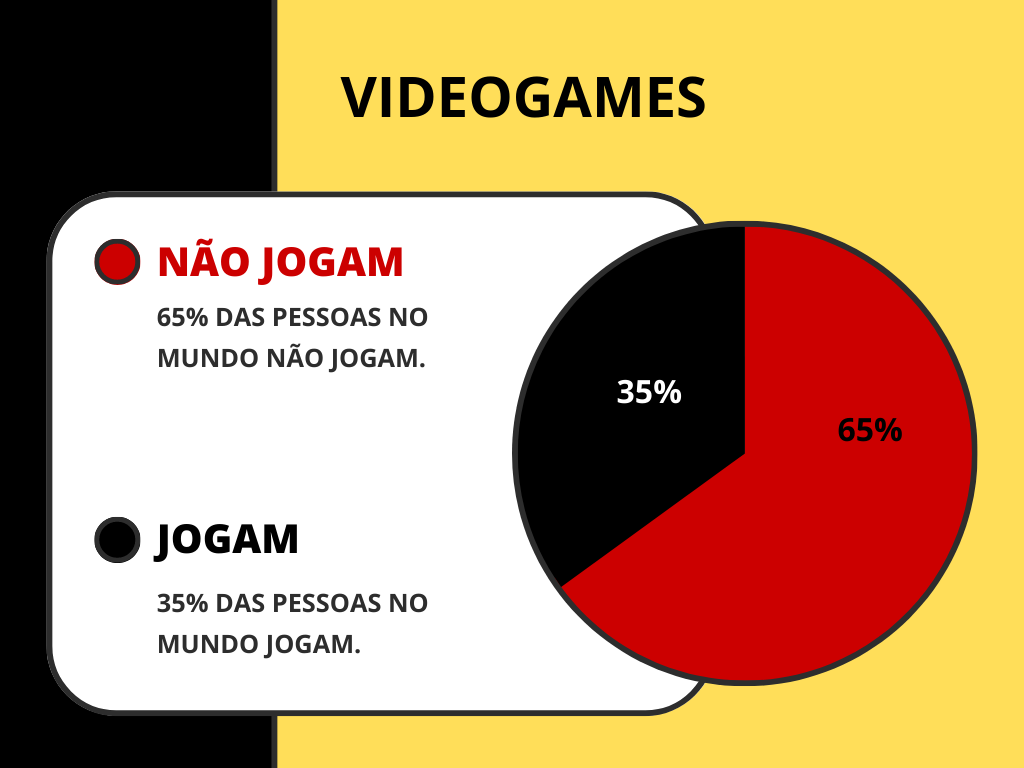 VIDEOGAMES
NÃO JOGAM
65% DAS PESSOAS NO
MUNDO NÃO JOGAM.
JOGAM
35% DAS PESSOAS NO
MUNDO JOGAM.
35%
65%